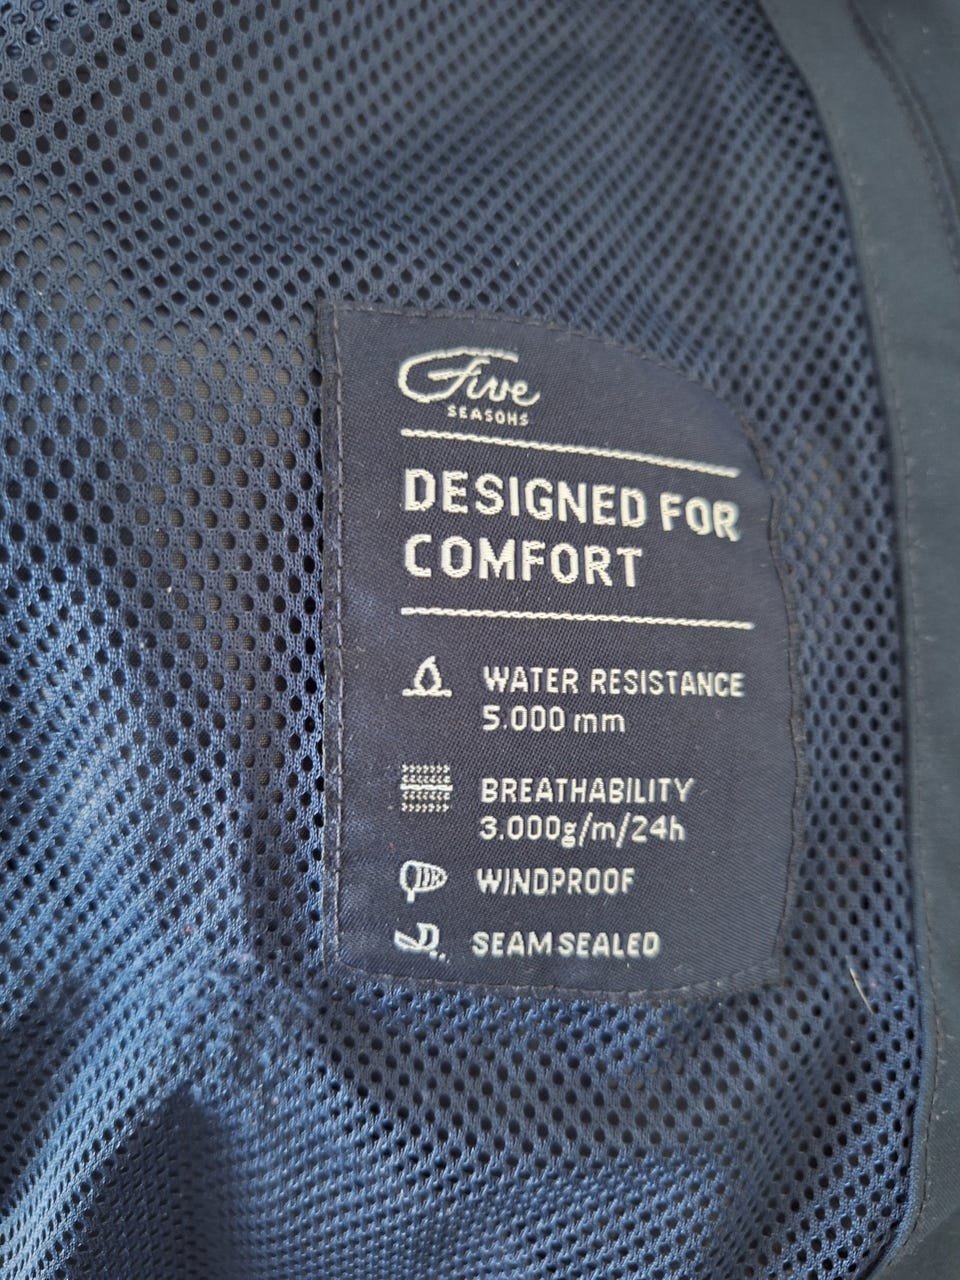 Five
SEASONS
DESIGNED FOR
COMFORT
WATER RESISTANCE
5.000 mm
BREATHABILITY
3.000g/m/24h
WINDPROOF
SEAM SEALED